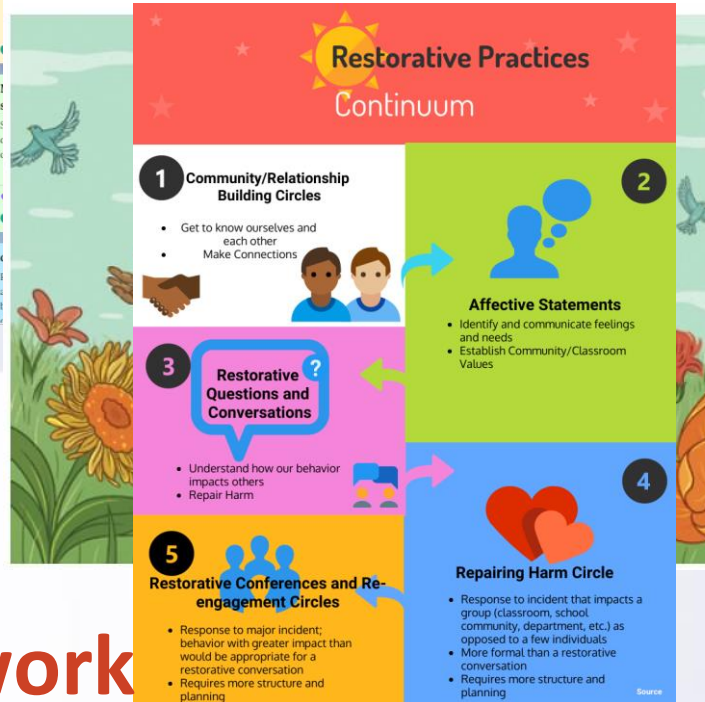 Restorative Practices
Continuum
1
Community/Relationship
Building Circles
• Get to know ourselves and
each other
• Make Connections
2
Affective Statements
• Identify and communicate feelings
and needs
• Establish Community/Classroom
Values
3
?
Restorative
Questions and
Conversations
• Understand how our behavior
impacts others
• Repair Harm
4
Repairing Harm Circle
• Response to incident that impacts a
group (classroom, school
community, department, etc.) as
opposed to a few individuals
• More formal than a restorative
conversation
• Requires more structure and
planning
Source
5
Restorative Conferences and Re-
engagement Circles
• Response to major incident;
behavior with greater impact than
would be appropriate for a
restorative conversation
• Requires more structure and
planning
work